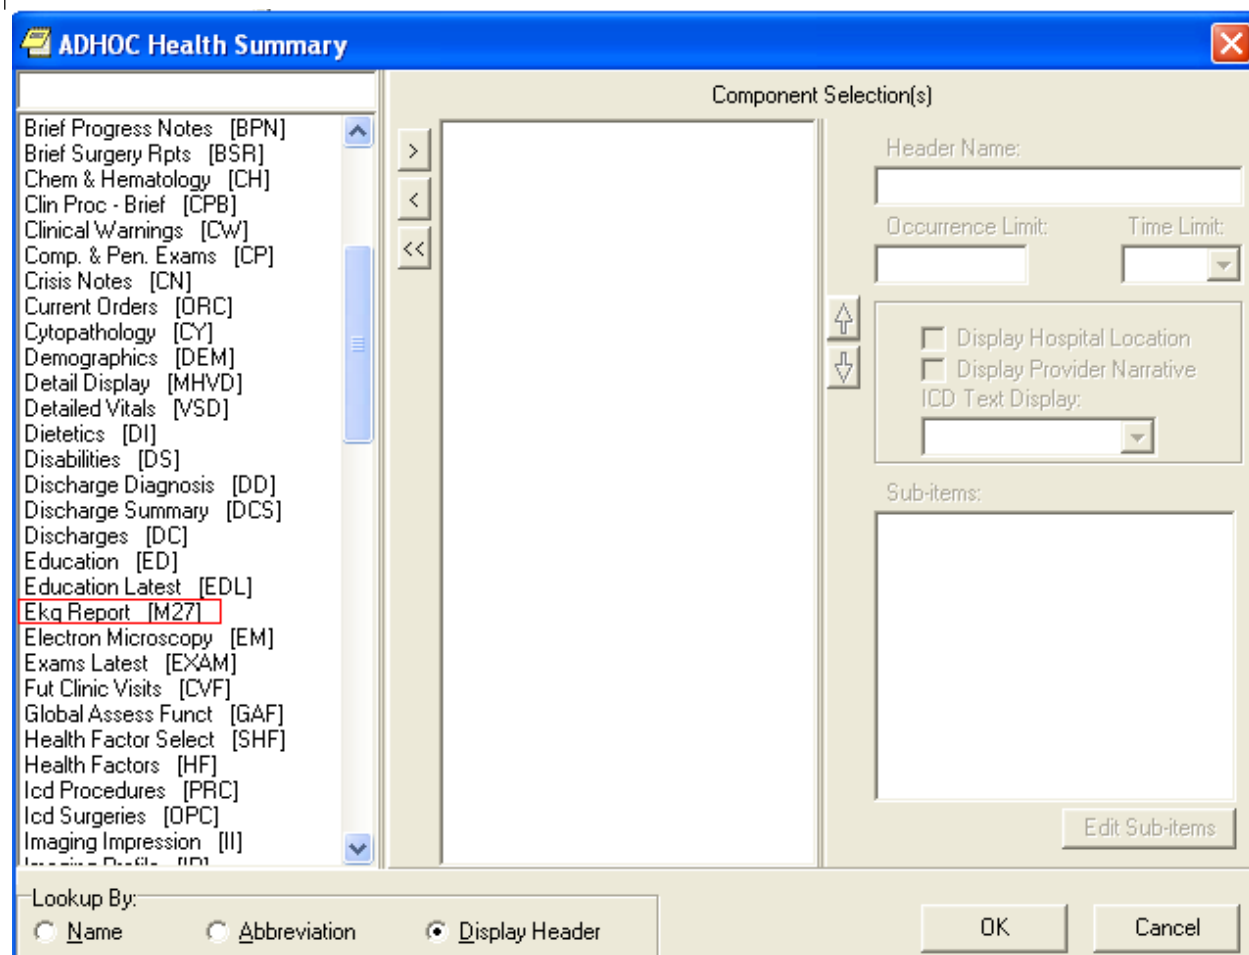 ADHOC Health Summary
Component Selection(s)
Brief Progress Notes [BPN]
Brief Surgery Rpts [BSR]
Chem & Hematology [CH]
Clin Proc - Brief [CPB]
Clinical Warnings [CW]
Comp. & Pen. Exams [CP]
Crisis Notes [CN]
Current Orders [ORC]
Cytopathology [CY]
Demographics [DEM]
Detail Display [MHVD]
Detailed Vitals [VSD]
Dietetics [DI]
Disabilities [DS]
Discharge Diagnosis [DD]
Discharge Summary [DCS]
Discharges [DC]
Education [ED]
Education Latest [EDL]
Ekg Report [M27]
Electron Microscopy [EM]
Exams Latest [EXAM]
Fut Clinic Visits [CVF]
Global Assess Funct [GAF]
Health Factor Select [SHF]
Health Factors [HF]
Icd Procedures [PRC]
Icd Surgeries [OPC]
Imaging Impression [II]
>
<
<<
Header Name:
Occurrence Limit: Time Limit:
Display Hospital Location
Display Provider Narrative
ICD Text Display:
Sub-items:
Edit Sub-items
Lookup By:
Name Abbreviation Display Header
OK Cancel